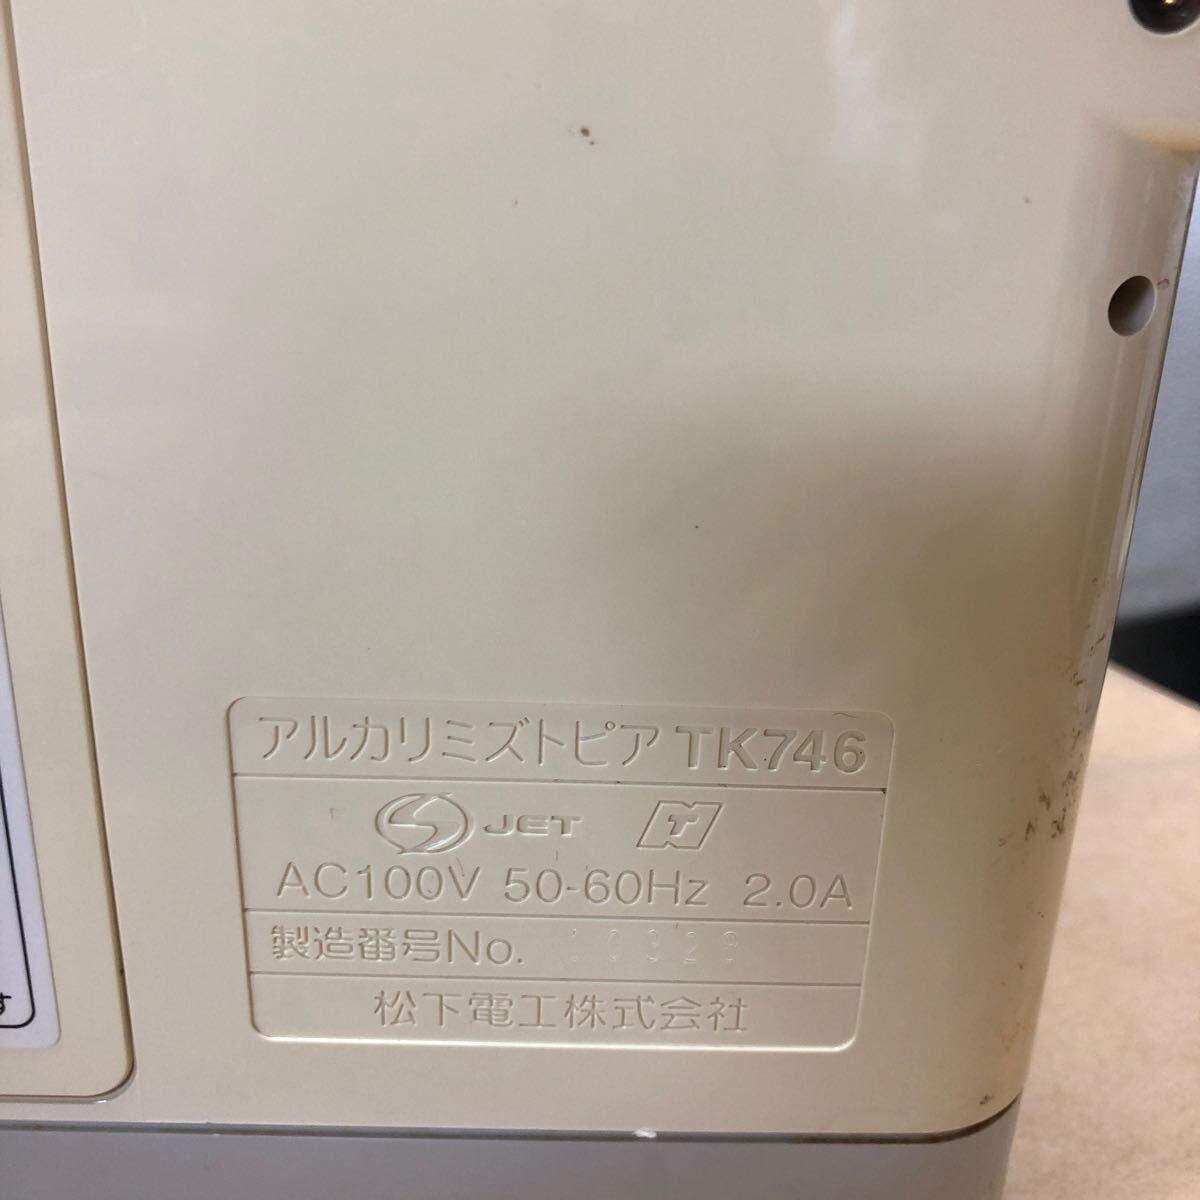 アルカリミズトピア TK746
JET
AC100V 50-60Hz 2.0A
製造番号No.
松下電工株式会社
す